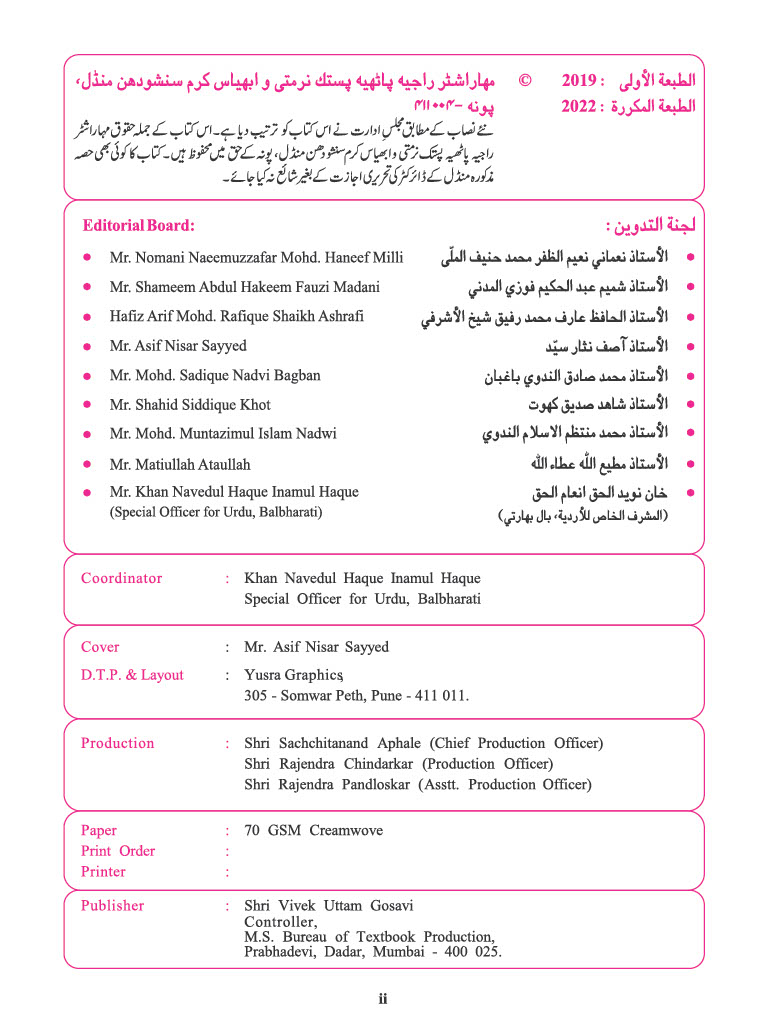 الطبعة الأولى : 2019 © مهاراشٹر راجیہ پاٹھیہ پستك نرمتی و ابھیاس كرم سنشودھن منڈل،
الطبعة المكررة : 2022 پونه -۴۱۱۰۰۴
نئے نصاب کے مطابق مجلسِ ادارت نے اس کتاب کو ترتیب دیا ہے۔ اس کتاب کے جملہ حقوق مہاراشٹر
راجیہ پاٹھیہ پستک نرمتی و ابھیاس کرم سنشودھن منڈل، پونہ کے حق میں محفوظ ہیں۔ کتاب کا کوئی بھی حصہ
مذکورہ منڈل کے ڈائرکٹر کی تحریری اجازت کے بغیر شائع نہ کیا جائے۔
Editorial Board: لجنة التدوين :
• Mr. Nomani Naeemuzzafar Mohd. Haneef Milli • الأستاذ نعماني نعيم الظفر محمد حنيف الملّى
• Mr. Shameem Abdul Hakeem Fauzi Madani • الأستاذ شميم عبد الحكيم فوزي المدني
• Hafiz Arif Mohd. Rafique Shaikh Ashrafi • الأستاذ الحافظ عارف محمد رفيق شيخ الأشرفي
• Mr. Asif Nisar Sayyed • الأستاذ آصف نثار سيّد
• Mr. Mohd. Sadique Nadvi Bagban • الأستاذ محمد صادق الندوي باغبان
• Mr. Shahid Siddique Khot • الأستاذ شاهد صديق كهوت
• Mr. Mohd. Muntazimul Islam Nadwi • الأستاذ محمد منتظم الاسلام الندوي
• Mr. Matiullah Ataullah • الأستاذ مطيع الله عطاء الله
• Mr. Khan Navedul Haque Inamul Haque • خان نويد الحق انعام الحق
(Special Officer for Urdu, Balbharati) (المشرف الخاص للأردية، بال بهارتي)
Coordinator : Khan Navedul Haque Inamul Haque
Special Officer for Urdu, Balbharati
Cover : Mr. Asif Nisar Sayyed
D.T.P. & Layout : Yusra Graphics,
305 - Somwar Peth, Pune - 411 011.
Production : Shri Sachchitanand Aphale (Chief Production Officer)
Shri Rajendra Chindarkar (Production Officer)
Shri Rajendra Pandloskar (Asstt. Production Officer)
Paper : 70 GSM Creamwove
Print Order :
Printer :
Publisher : Shri Vivek Uttam Gosavi
Controller,
M.S. Bureau of Textbook Production,
Prabhadevi, Dadar, Mumbai - 400 025.
ii